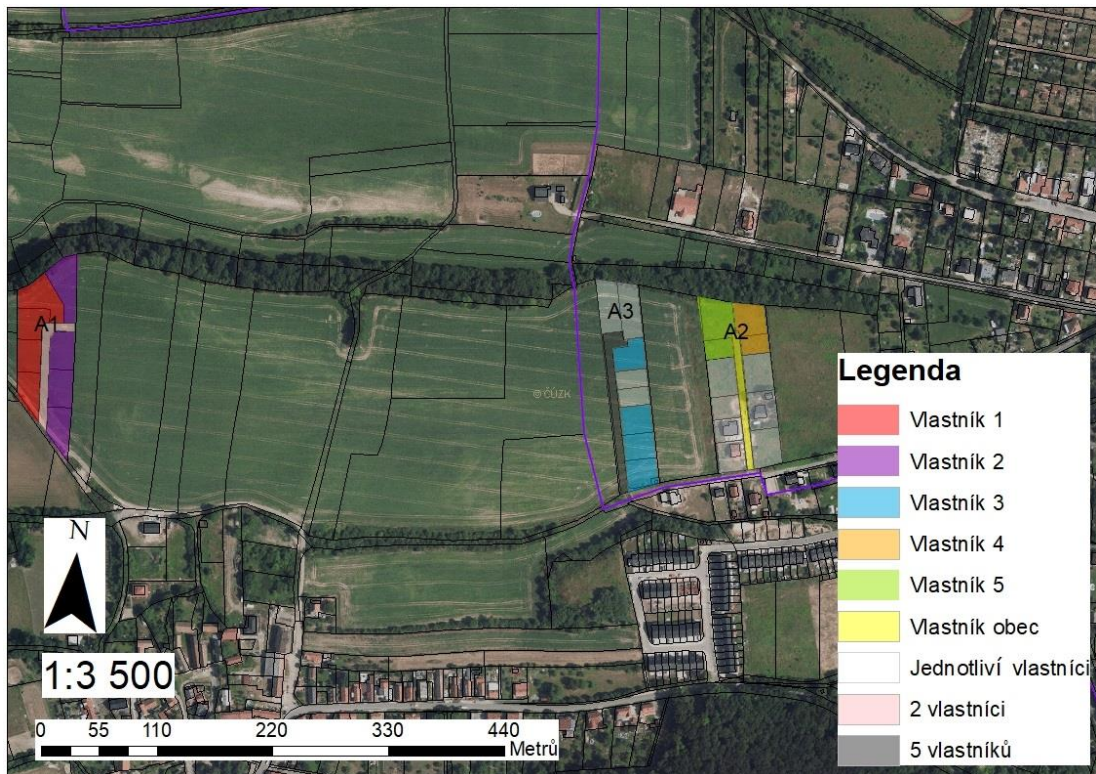 A1
A3
A2
© ČÚZK
Legenda
Vlastník 1
Vlastník 2
Vlastník 3
Vlastník 4
Vlastník 5
Vlastník obec
Jednotliví vlastníci
2 vlastníci
5 vlastníků
N
1:3 500
0 55 110 220 330 440
Metrů